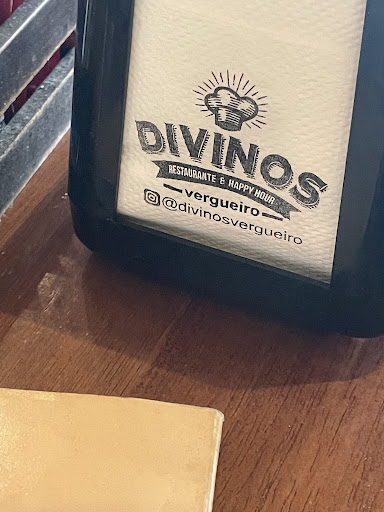 DIVINOS
RESTAURANTE & HAPPY HOUR
vergueiro
@divinosvergueiro